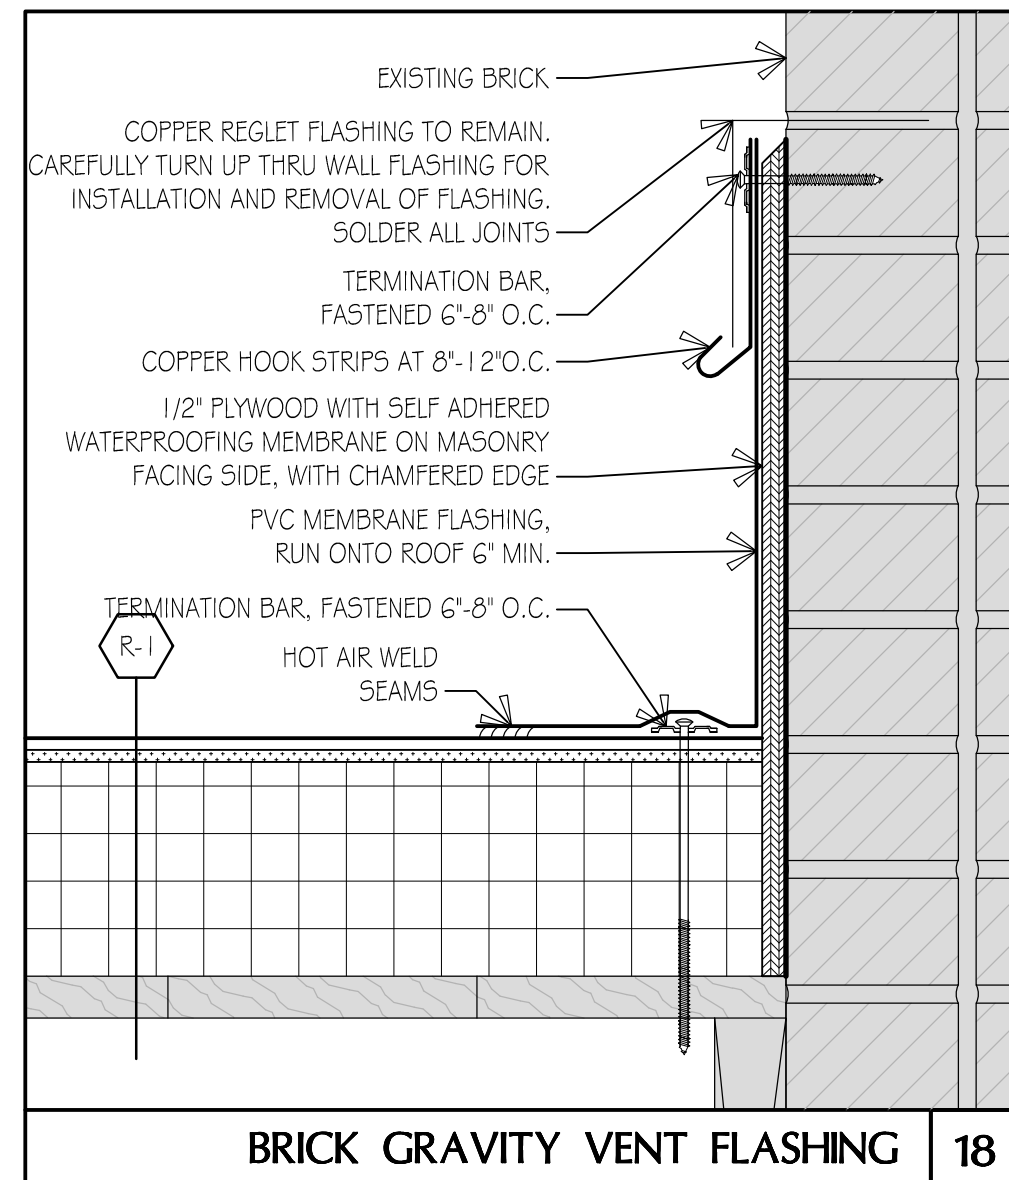 EXISTING BRICK
COPPER REGLET FLASHING TO REMAIN.
CAREFULLY TURN UP THRU WALL FLASHING FOR
INSTALLATION AND REMOVAL OF FLASHING.
SOLDER ALL JOINTS
TERMINATION BAR,
FASTENED 6"-8" O.C.
COPPER HOOK STRIPS AT 8"-12"O.C.
1/2" PLYWOOD WITH SELF ADHERED
WATERPROOFING MEMBRANE ON MASONRY
FACING SIDE, WITH CHAMFERED EDGE
PVC MEMBRANE FLASHING,
RUN ONTO ROOF 6" MIN.
TERMINATION BAR, FASTENED 6"-8" O.C.
R-1
HOT AIR WELD
SEAMS
BRICK GRAVITY VENT FLASHING
18